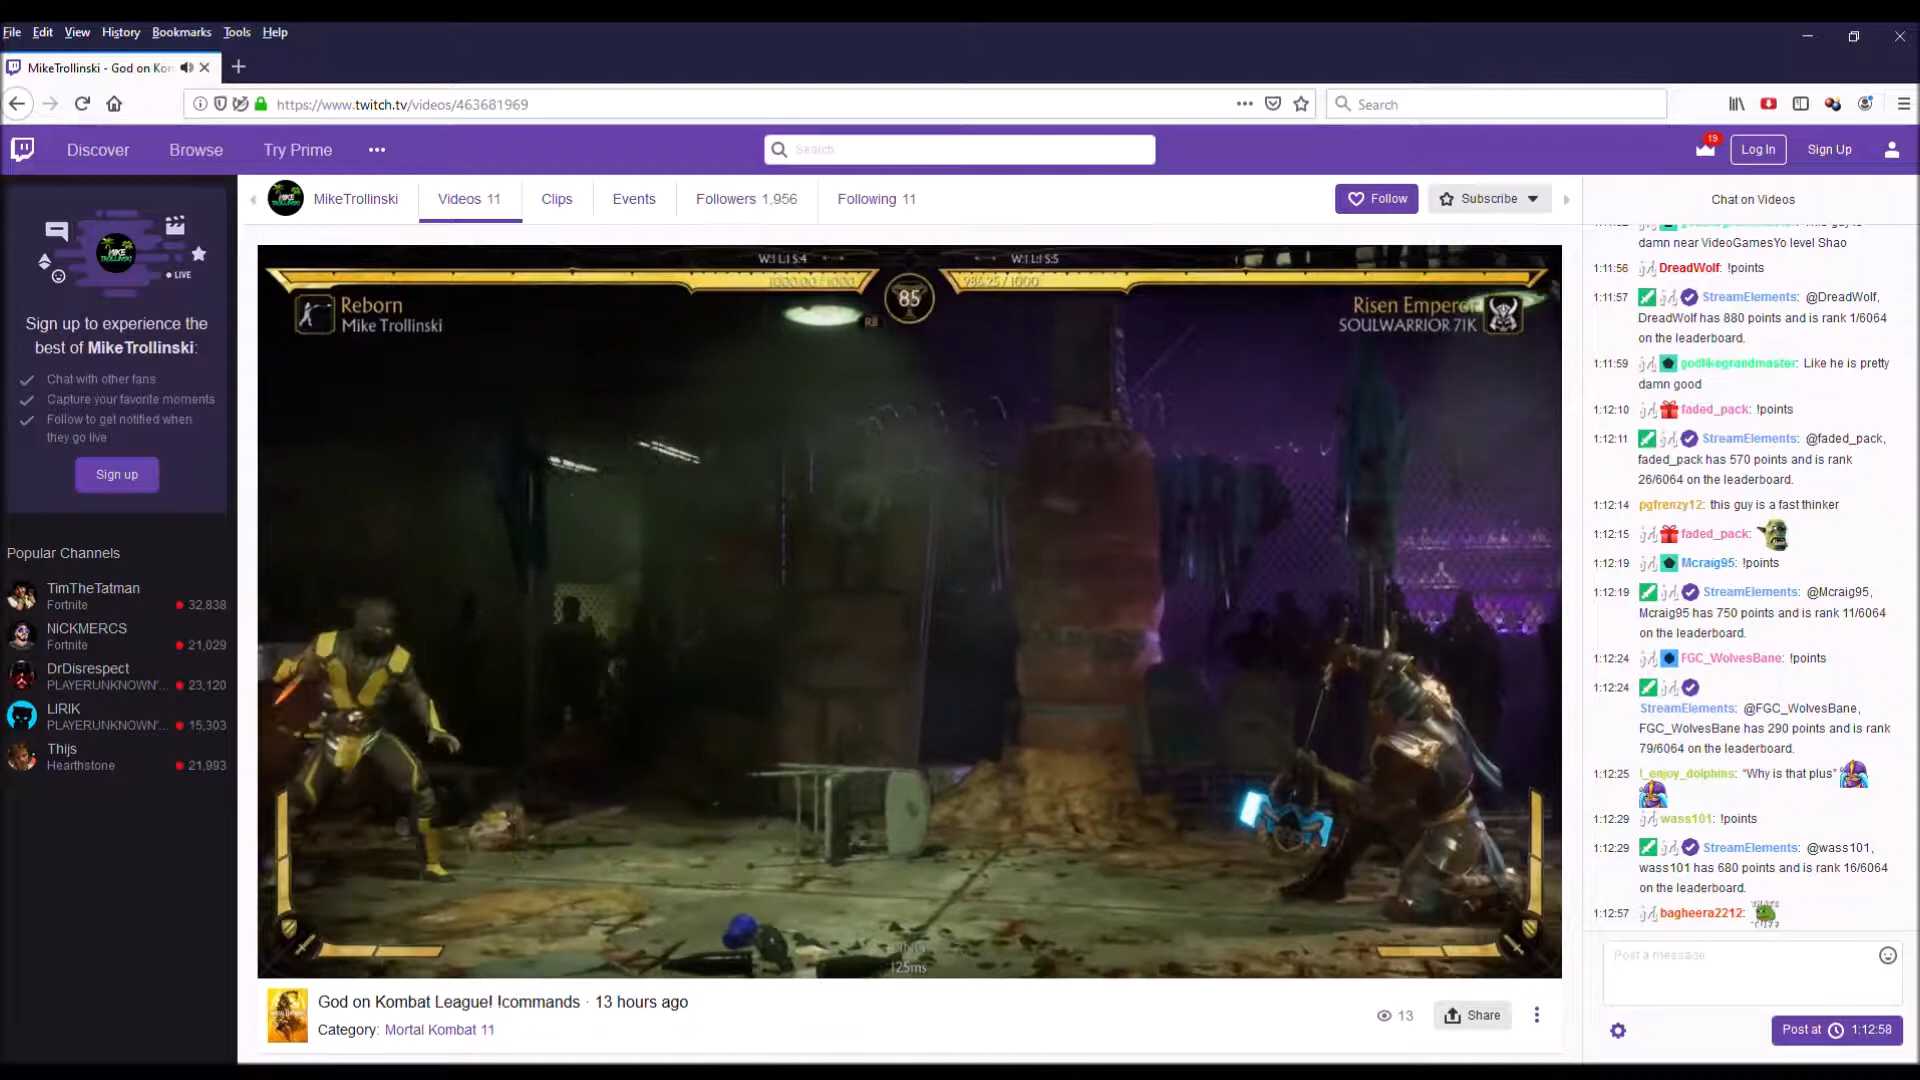 File Edit View History Bookmarks Tools Help
MikeTrollinski - God on Kon
https://www.twitch.tv/videos/463681969
Search
Discover Browse Try Prime
Search
19
Log In
Sign Up
MikeTrollinski
Videos 11
Clips
Events
Followers 1,956
Following 11
Follow
Subscribe
LIVE
Sign up to experience the
best of MikeTrollinski:
Chat with other fans
Capture your favorite moments
Follow to get notified when
they go live
Sign up
Popular Channels
TimTheTatman
Fortnite 32,838
NICKMERCS
Fortnite 21,029
DrDisrespect
PLAYERUNKNOWN'... 23,120
LIRIK
PLAYERUNKNOWN'... 15,303
Thijs
Hearthstone 21,993
85
Reborn
Mike Trollinski
Risen Emperor
SOULWARRIOR 71K
PING
125ms
God on Kombat League! !commands · 13 hours ago
Category: Mortal Kombat 11
13
Share
Chat on Videos
damn near VideoGamesYo level Shao
1:11:56 DreadWolf: !points
1:11:57 StreamElements: @DreadWolf,
DreadWolf has 880 points and is rank 1/6064
on the leaderboard.
1:11:59 godlikegrandmaster: Like he is pretty
damn good
1:12:10 faded_pack: !points
1:12:11 StreamElements: @faded_pack,
faded_pack has 570 points and is rank
26/6064 on the leaderboard.
1:12:14 pgfrenzy12: this guy is a fast thinker
1:12:15 faded_pack:
1:12:19 Mcraig95: !points
1:12:19 StreamElements: @Mcraig95,
Mcraig95 has 750 points and is rank 11/6064
on the leaderboard.
1:12:24 FGC_WolvesBane: !points
1:12:24
StreamElements: @FGC_WolvesBane,
FGC_WolvesBane has 290 points and is rank
79/6064 on the leaderboard.
1:12:25 I_enjoy_dolphins: "Why is that plus"
1:12:29 wass101: !points
1:12:29 StreamElements: @wass101,
wass101 has 680 points and is rank 16/6064
on the leaderboard.
1:12:57 bagheera2212:
Post a message
Post at 1:12:58